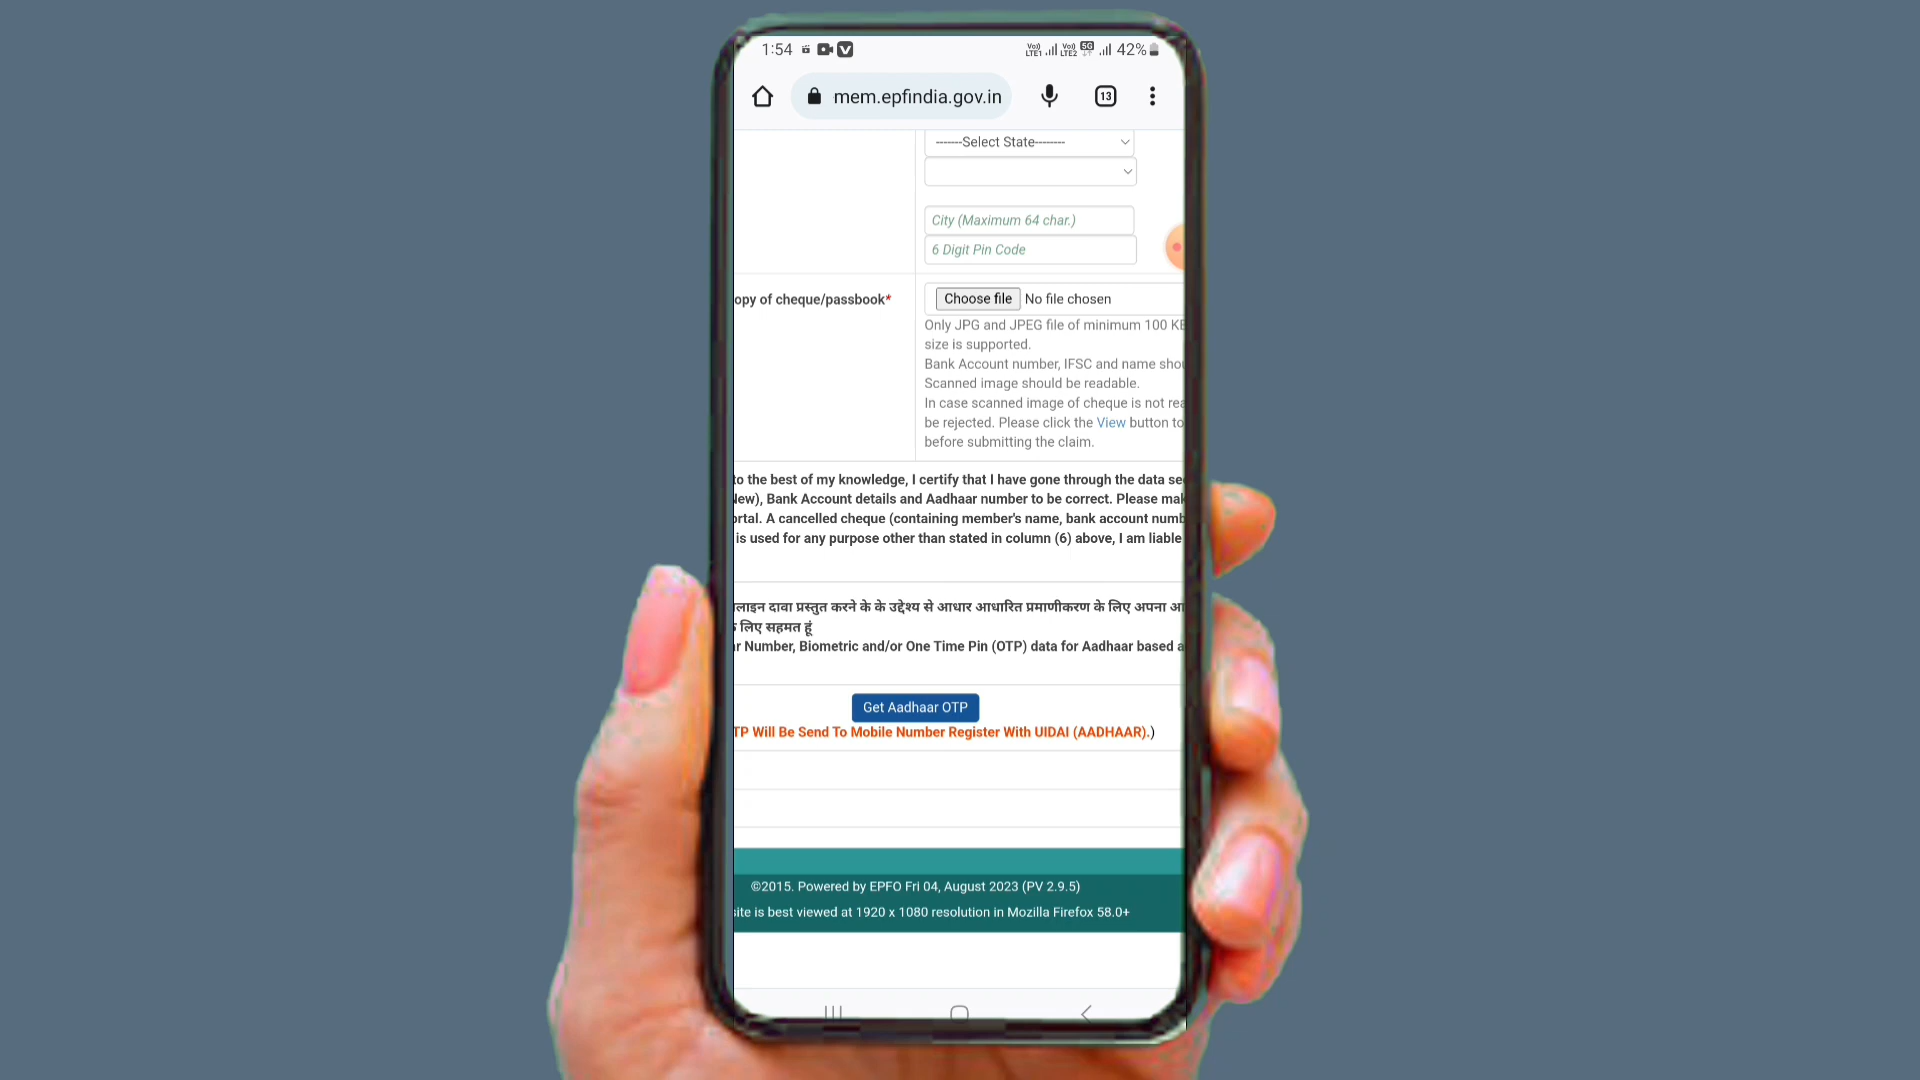 1:54
Vo)) LTE1 Vo)) LTE2 5G 42%
mem.epfindia.gov.in
13
-------Select State--------
City (Maximum 64 char.)
6 Digit Pin Code
opy of cheque/passbook*
Choose file No file chosen
Only JPG and JPEG file of minimum 100 KB
size is supported.
Bank Account number, IFSC and name shou
Scanned image should be readable.
In case scanned image of cheque is not rea
be rejected. Please click the View button to
before submitting the claim.
to the best of my knowledge, I certify that I have gone through the data se
New), Bank Account details and Aadhaar number to be correct. Please mak
ortal. A cancelled cheque (containing member's name, bank account numb
is used for any purpose other than stated in column (6) above, I am liable
लाइन दावा प्रस्तुत करने के के उद्देश्य से आधार आधारित प्रमाणीकरण के लिए अपना आ
लिए सहमत हूं
r Number, Biometric and/or One Time Pin (OTP) data for Aadhaar based a
Get Aadhaar OTP
TP Will Be Send To Mobile Number Register With UIDAI (AADHAAR).)
©2015. Powered by EPFO Fri 04, August 2023 (PV 2.9.5)
site is best viewed at 1920 x 1080 resolution in Mozilla Firefox 58.0+